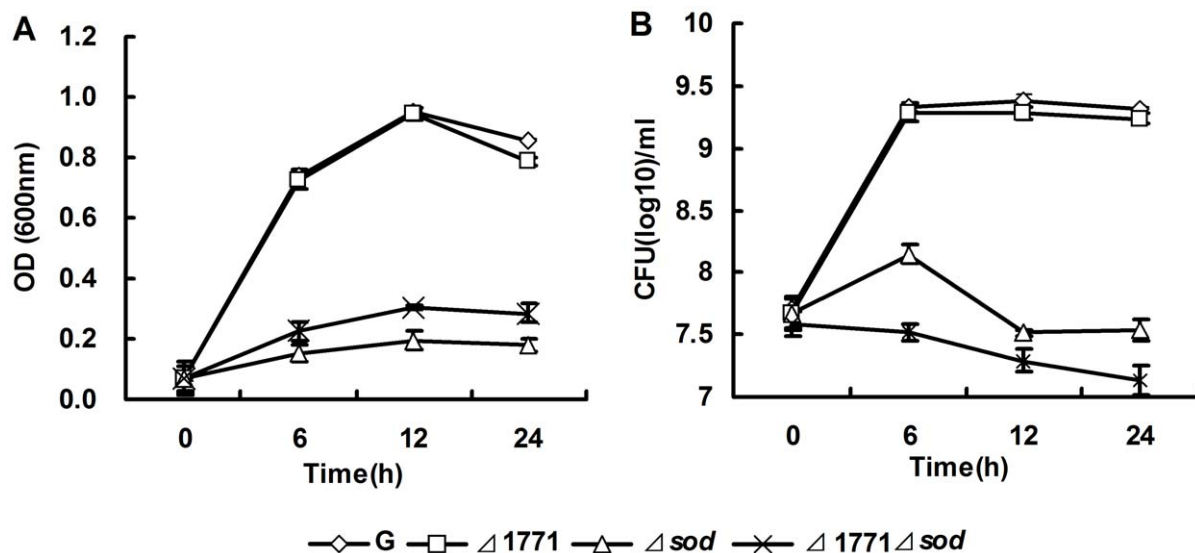 A
OD (600nm)
1.2
1.0
0.8
0.6
0.4
0.2
0.0
0 6 12 24
Time(h)
B
CFU(log10)/ml
10
9.5
9
8.5
8
7.5
7
0 6 12 24
Time(h)
G ⊿1771 ⊿sod ⊿1771⊿sod